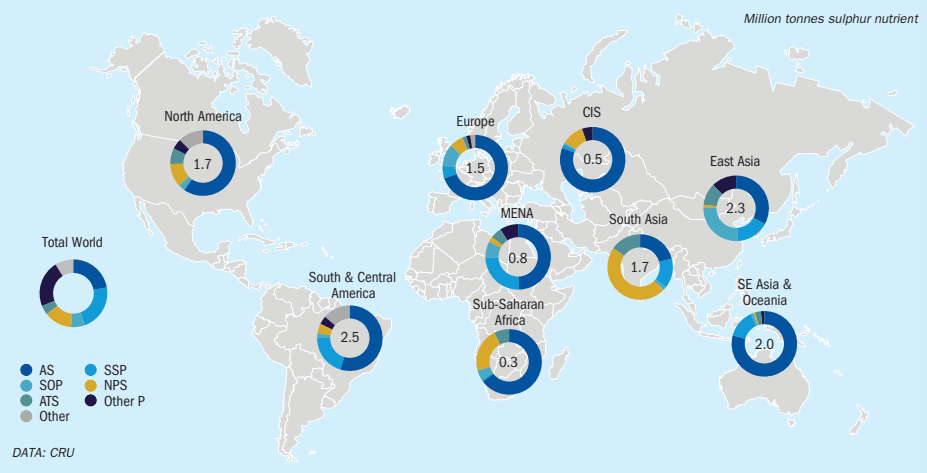 Million tonnes sulphur nutrient
North America
1.7
Europe
1.5
CIS
0.5
East Asia
2.3
MENA
0.8
South Asia
1.7
Total World
South & Central
America
2.5
Sub-Saharan
Africa
0.3
SE Asia &
Oceania
2.0
AS
SSP
SOP
NPS
ATS
Other P
Other
DATA: CRU